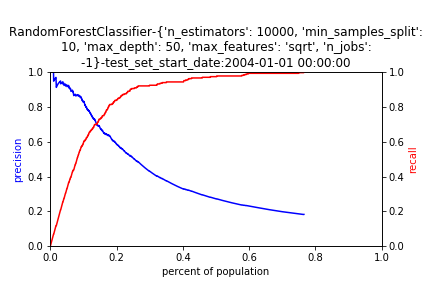 RandomForestClassifier-{'n_estimators': 10000, 'min_samples_split':
10, 'max_depth': 50, 'max_features': 'sqrt', 'n_jobs':
-1}-test_set_start_date:2004-01-01 00:00:00
1.0
0.8
0.6
0.4
0.2
0.0
precision
1.0
0.8
0.6
0.4
0.2
0.0
recall
0.0 0.2 0.4 0.6 0.8 1.0
percent of population